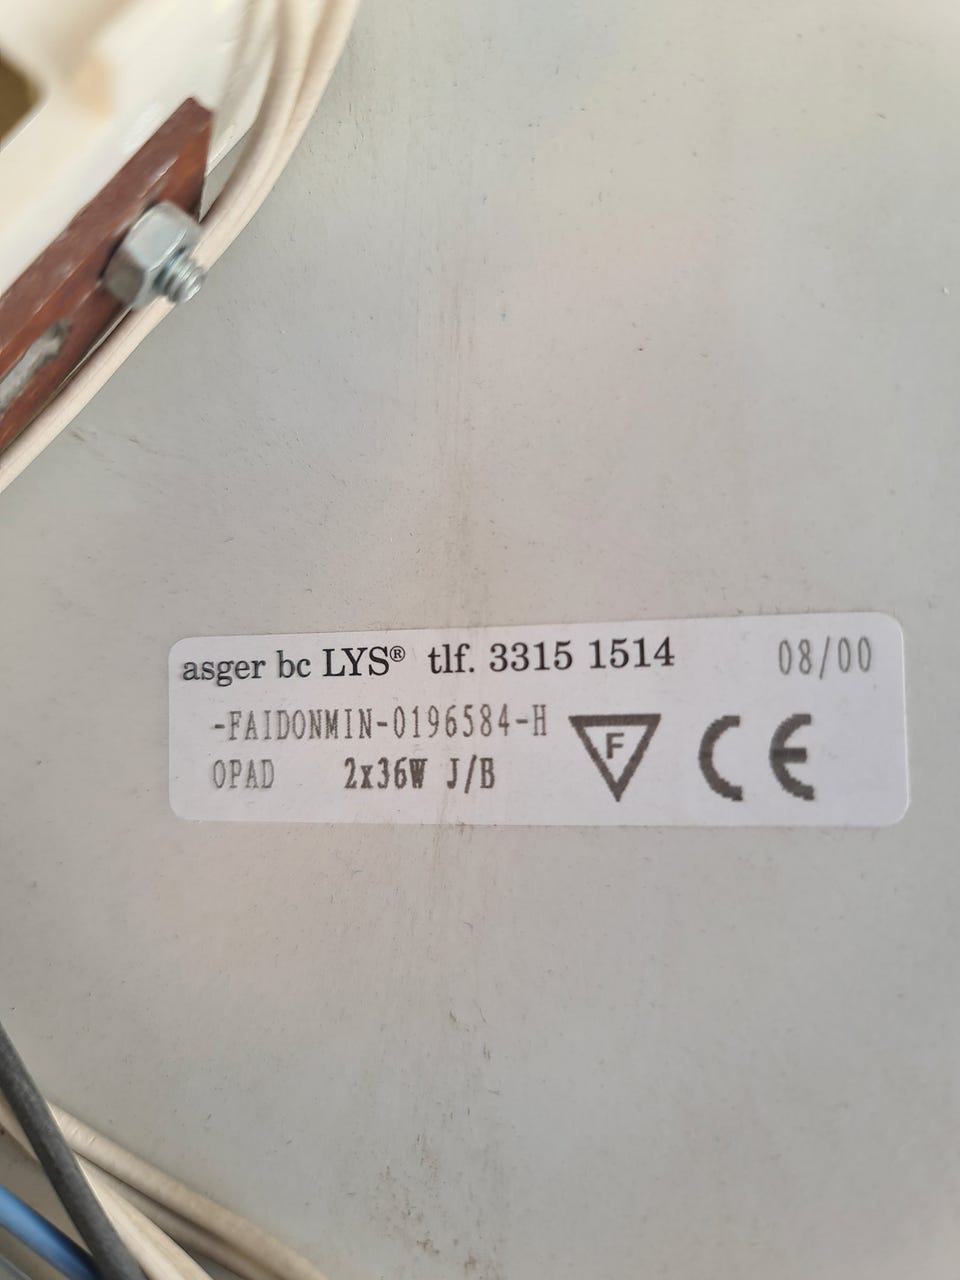 asger bc LYS® tlf. 3315 1514 08/00
-FAIDONMIN-0196584-H
OPAD 2x36W J/B
F CE